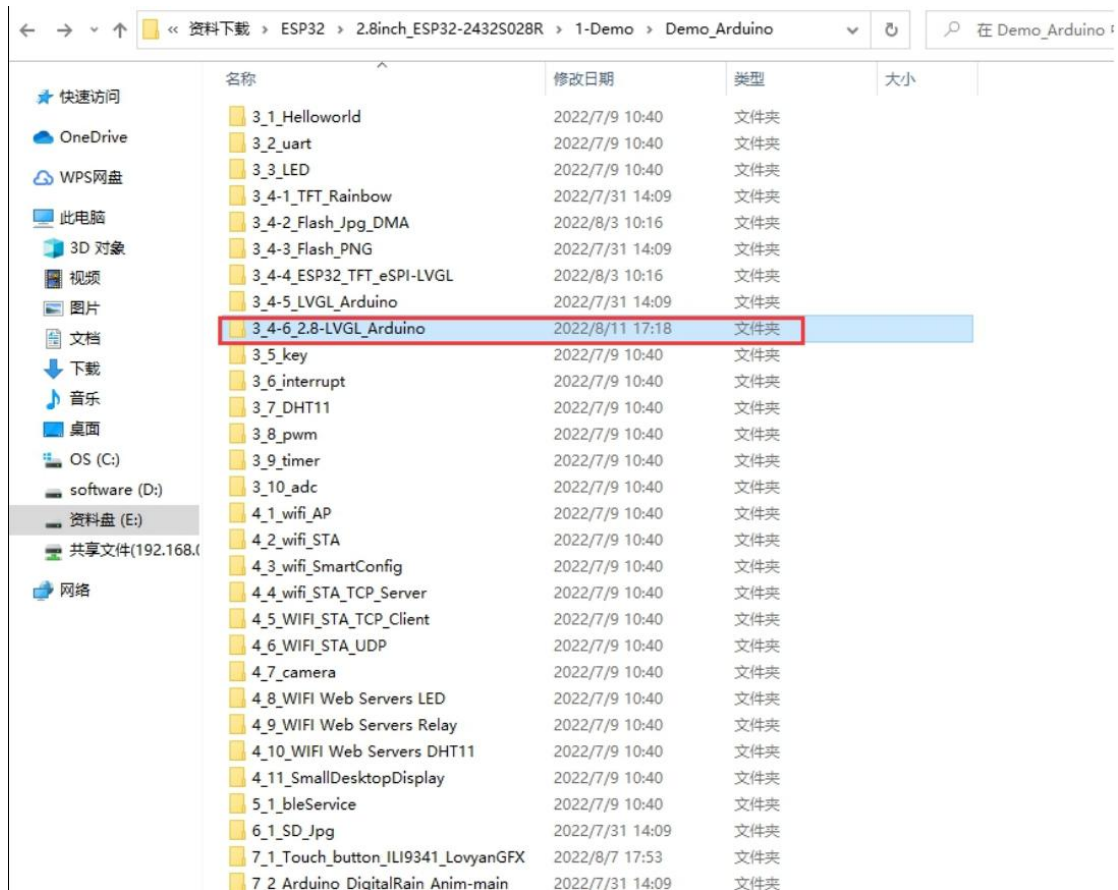 « 资料下载 › ESP32 › 2.8inch_ESP32-2432S028R › 1-Demo › Demo_Arduino
在 Demo_Arduino
快速访问
OneDrive
WPS网盘
此电脑
3D 对象
视频
图片
文档
下载
音乐
桌面
OS (C:)
software (D:)
资料盘 (E:)
共享文件(192.168.
网络
名称 修改日期 类型 大小
3_1_Helloworld 2022/7/9 10:40 文件夹
3_2_uart 2022/7/9 10:40 文件夹
3_3_LED 2022/7/9 10:40 文件夹
3_4-1_TFT_Rainbow 2022/7/31 14:09 文件夹
3_4-2_Flash_Jpg_DMA 2022/8/3 10:16 文件夹
3_4-3_Flash_PNG 2022/7/31 14:09 文件夹
3_4-4_ESP32_TFT_eSPI-LVGL 2022/8/3 10:16 文件夹
3_4-5_LVGL_Arduino 2022/7/31 14:09 文件夹
3_4-6_2.8-LVGL_Arduino 2022/8/11 17:18 文件夹
3_5_key 2022/7/9 10:40 文件夹
3_6_interrupt 2022/7/9 10:40 文件夹
3_7_DHT11 2022/7/9 10:40 文件夹
3_8_pwm 2022/7/9 10:40 文件夹
3_9_timer 2022/7/9 10:40 文件夹
3_10_adc 2022/7/9 10:40 文件夹
4_1_wifi_AP 2022/7/9 10:40 文件夹
4_2_wifi_STA 2022/7/9 10:40 文件夹
4_3_wifi_SmartConfig 2022/7/9 10:40 文件夹
4_4_wifi_STA_TCP_Server 2022/7/9 10:40 文件夹
4_5_WIFI_STA_TCP_Client 2022/7/9 10:40 文件夹
4_6_WIFI_STA_UDP 2022/7/9 10:40 文件夹
4_7_camera 2022/7/9 10:40 文件夹
4_8_WIFI Web Servers LED 2022/7/9 10:40 文件夹
4_9_WIFI Web Servers Relay 2022/7/9 10:40 文件夹
4_10_WIFI Web Servers DHT11 2022/7/9 10:40 文件夹
4_11_SmallDesktopDisplay 2022/7/9 10:40 文件夹
5_1_bleService 2022/7/9 10:40 文件夹
6_1_SD_Jpg 2022/7/31 14:09 文件夹
7_1_Touch_button_ILI9341_LovyanGFX 2022/8/7 17:53 文件夹
7_2_Arduino_DigitalRain_Anim-main 2022/7/31 14:09 文件夹